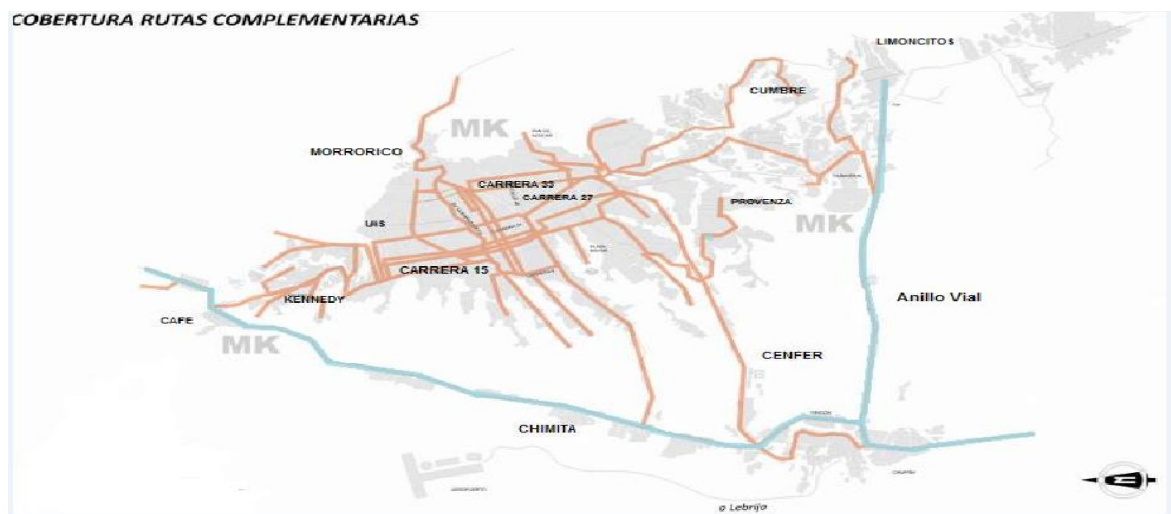 COBERTURA RUTAS COMPLEMENTARIAS
LIMONCITOS
CUMBRE
MK
MORRORICO
CARRERA 33
CARRERA 27
PROVENZA
UIS
MK
CARRERA 15
KENNEDY
Anillo Vial
CAFE
MK
CENFER
CHIMITA
o Lebrija